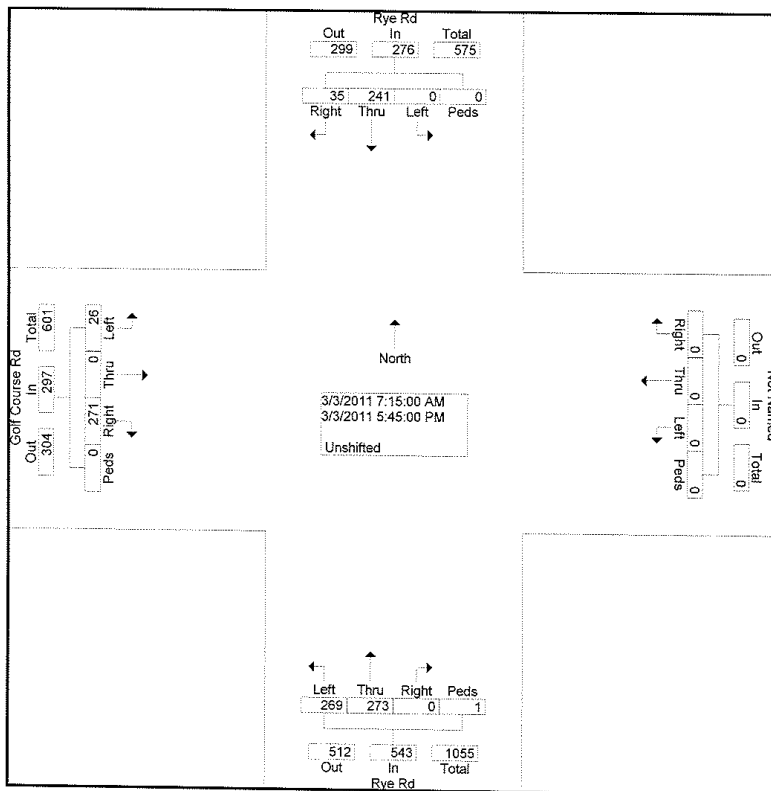 Rye Rd
Out In Total
299 276 575
35 241 0 0
Right Thru Left Peds
Golf Course Rd
Total In Out
601 297 304
26 0 271 0
Left Thru Right Peds
North
3/3/2011 7:15:00 AM
3/3/2011 5:45:00 PM
Unshifted
Right Thru Left Peds
0 0 0 0
Out In Total
0 0 0
Left Thru Right Peds
269 273 0 1
512 543 1055
Out In Total
Rye Rd